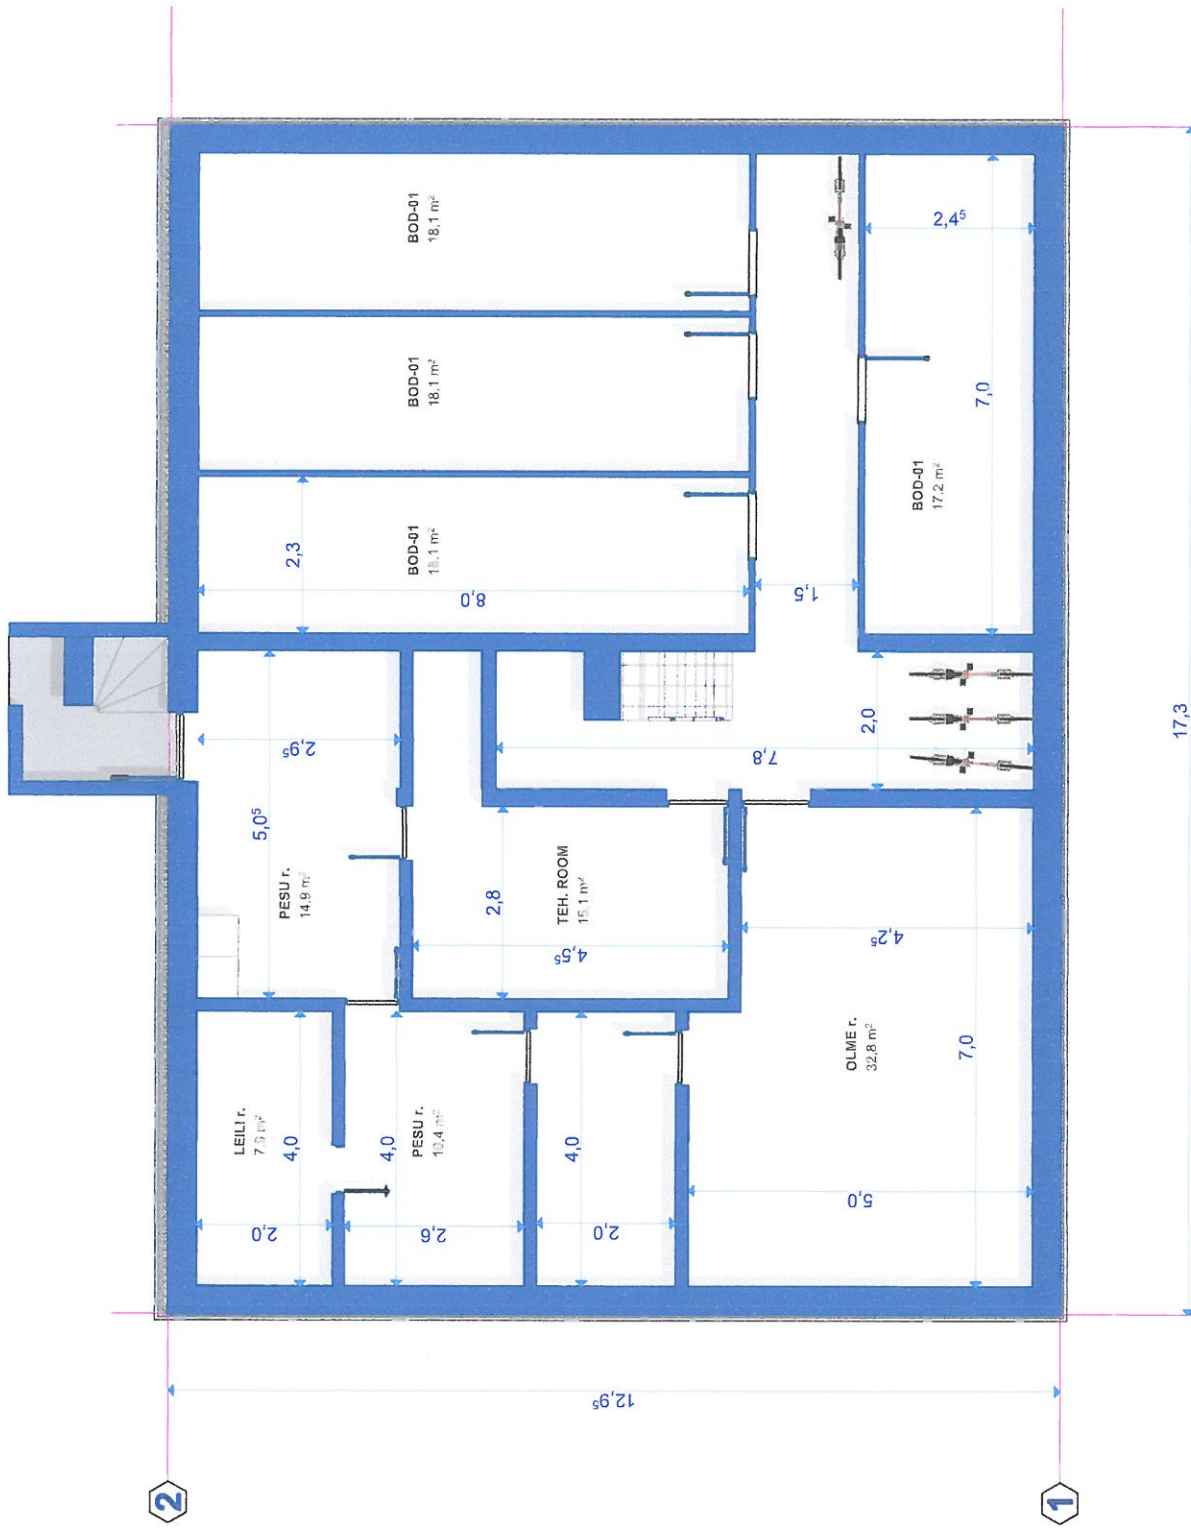 BOD-01
18,1 m²
BOD-01
18,1 m²
BOD-01
18,1 m²
2,3
8,0
2,4⁵
7,0
BOD-01
17,2 m²
1,5
2,9⁵
5,0⁵
PESU r.
14,9 m²
7,8
2,0
2,8
TEH. ROOM
15,1 m²
4,5⁵
4,2⁵
LEILI r.
4,0
2,0
4,0
PESU r.
10,4 m²
2,6
4,0
2,0
OLME r.
32,8 m²
7,0
5,0
17,3
12,9⁵
2
1